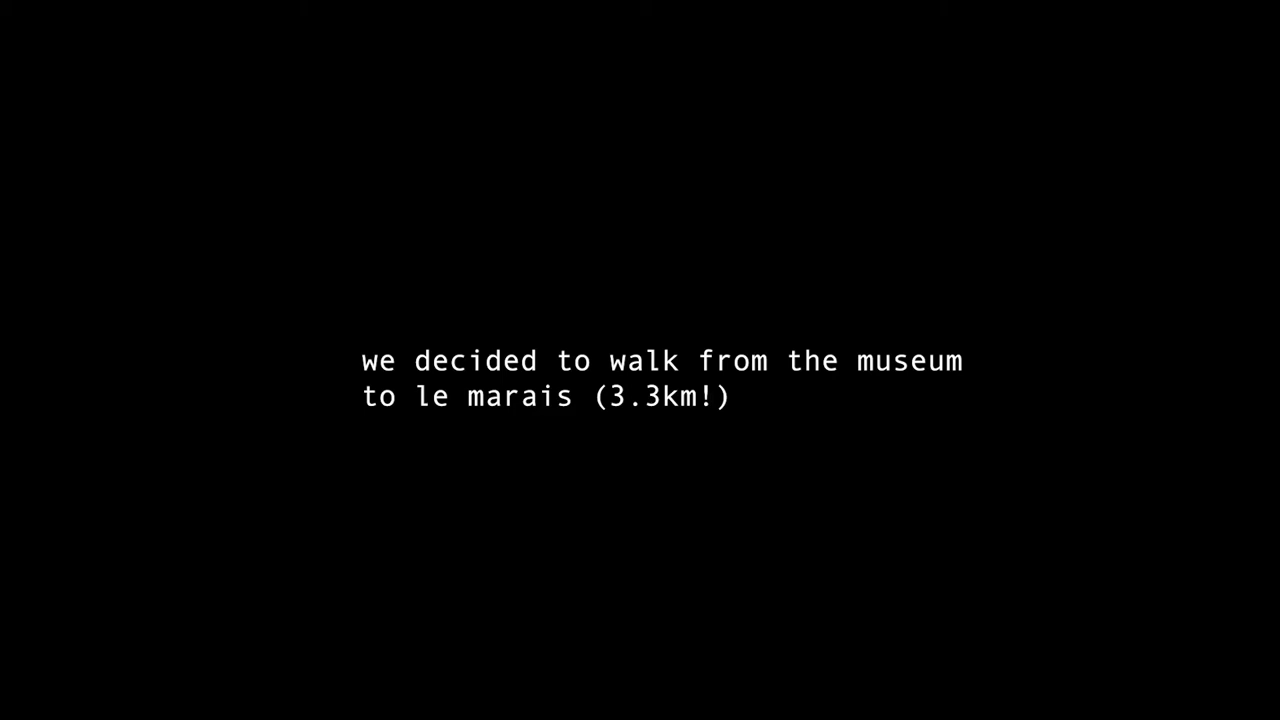 we decided to walk from the museum
to le marais (3.3km!)